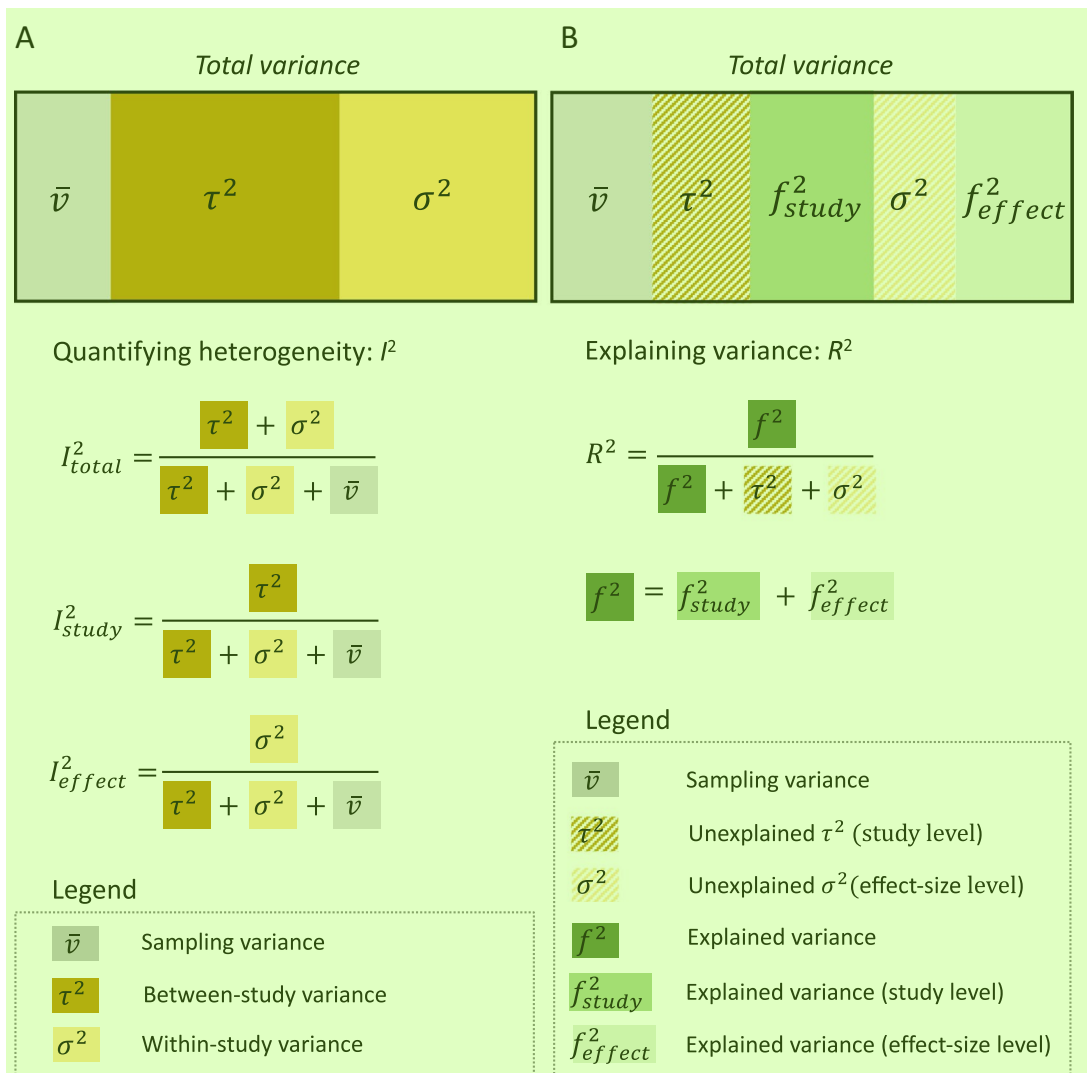 A
Total variance
v̄
τ²
σ²
Quantifying heterogeneity: I²
I²total = (τ² + σ²) / (τ² + σ² + v̄)
I²study = τ² / (τ² + σ² + v̄)
I²effect = σ² / (τ² + σ² + v̄)
Legend
v̄ Sampling variance
τ² Between-study variance
σ² Within-study variance
B
Total variance
v̄
τ²
f²study
σ²
f²effect
Explaining variance: R²
R² = f² / (f² + τ² + σ²)
f² = f²study + f²effect
Legend
v̄ Sampling variance
τ² Unexplained τ² (study level)
σ² Unexplained σ²(effect-size level)
f² Explained variance
f²study Explained variance (study level)
f²effect Explained variance (effect-size level)